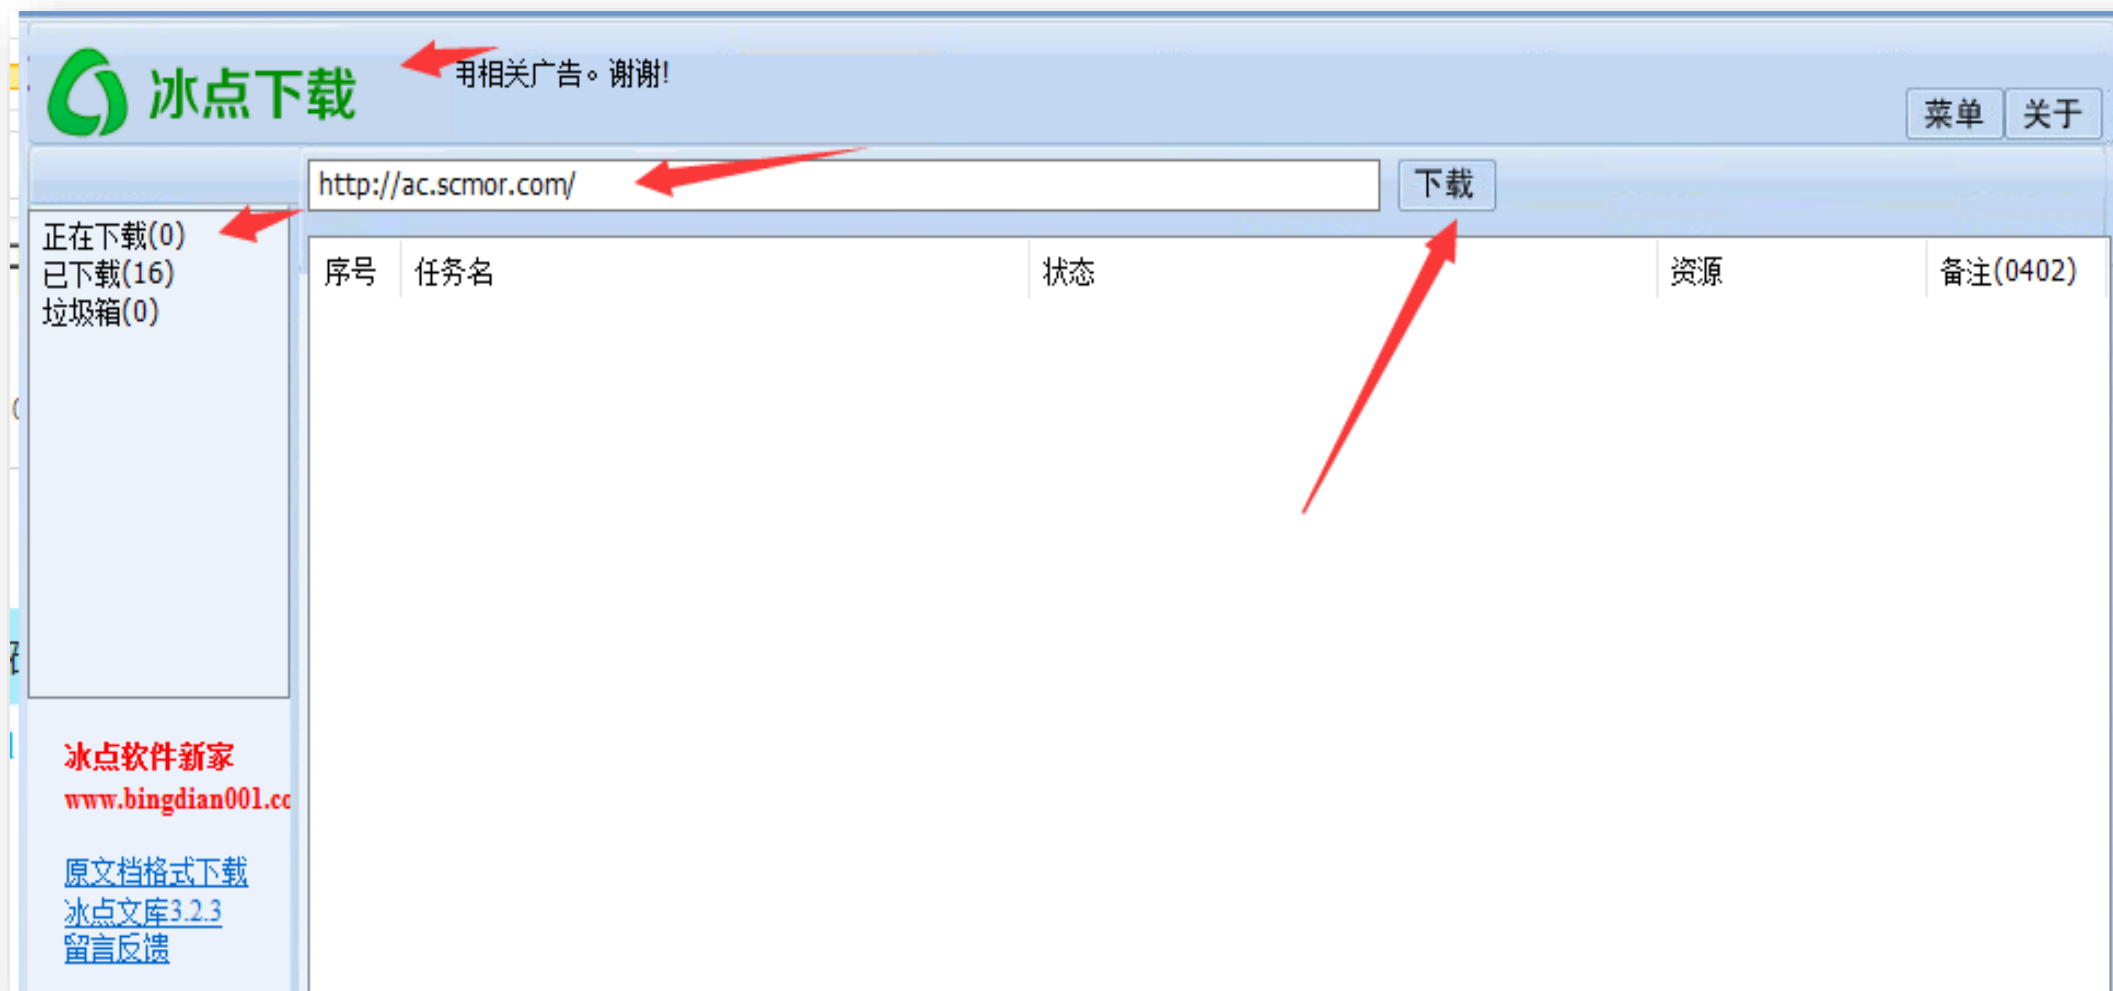 冰点下载
用相关广告。谢谢!
菜单 关于
http://ac.scmor.com/ 下载
正在下载(0)
已下载(16)
垃圾箱(0)
序号 任务名 状态 资源 备注(0402)
冰点软件新家
www.bingdian001.co
原文档格式下载
冰点文库3.2.3
留言反馈